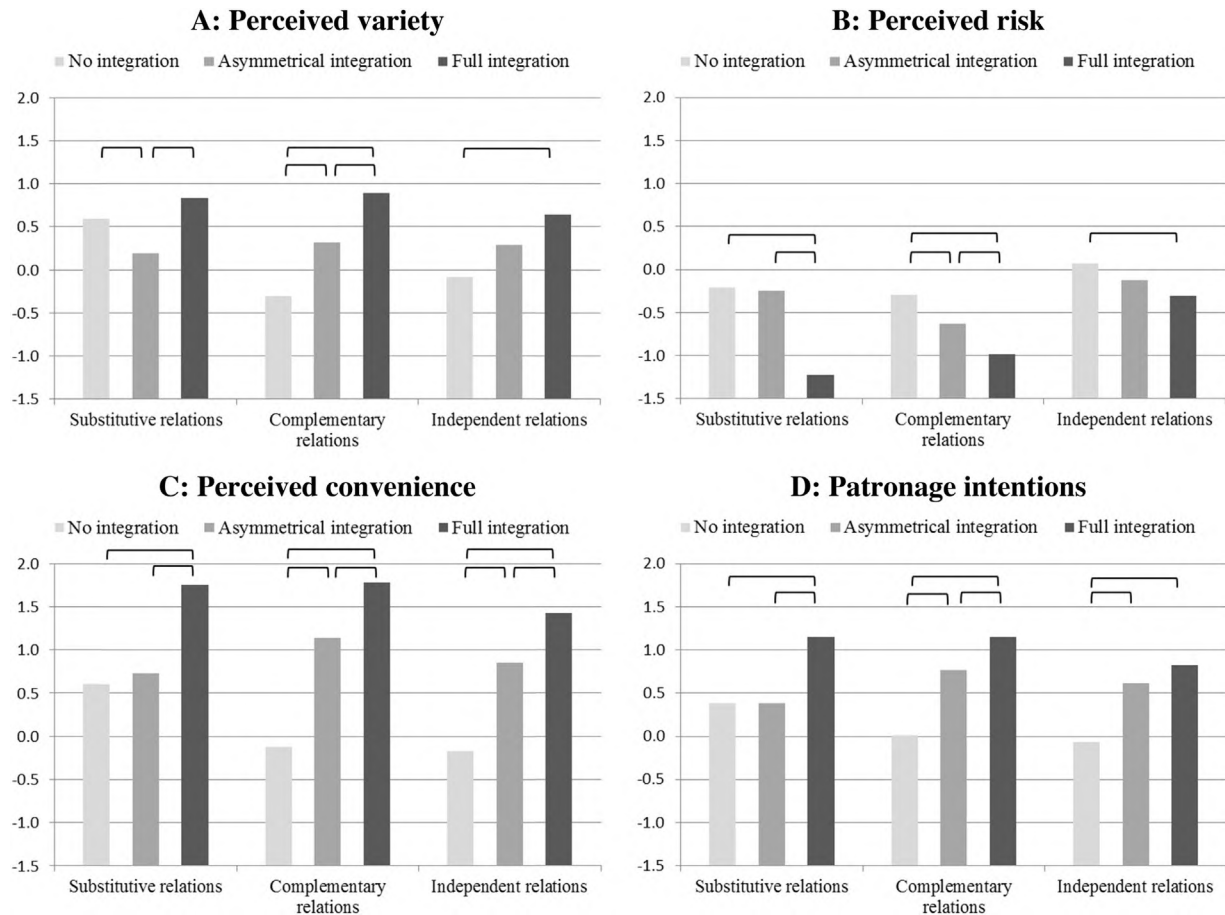 A: Perceived variety
No integration Asymmetrical integration Full integration
2.0
1.5
1.0
0.5
0.0
-0.5
-1.0
-1.5
Substitutive relations Complementary relations Independent relations
B: Perceived risk
No integration Asymmetrical integration Full integration
2.0
1.5
1.0
0.5
0.0
-0.5
-1.0
-1.5
Substitutive relations Complementary relations Independent relations
C: Perceived convenience
No integration Asymmetrical integration Full integration
2.0
1.5
1.0
0.5
0.0
-0.5
-1.0
-1.5
Substitutive relations Complementary relations Independent relations
D: Patronage intentions
No integration Asymmetrical integration Full integration
2.0
1.5
1.0
0.5
0.0
-0.5
-1.0
-1.5
Substitutive relations Complementary relations Independent relations